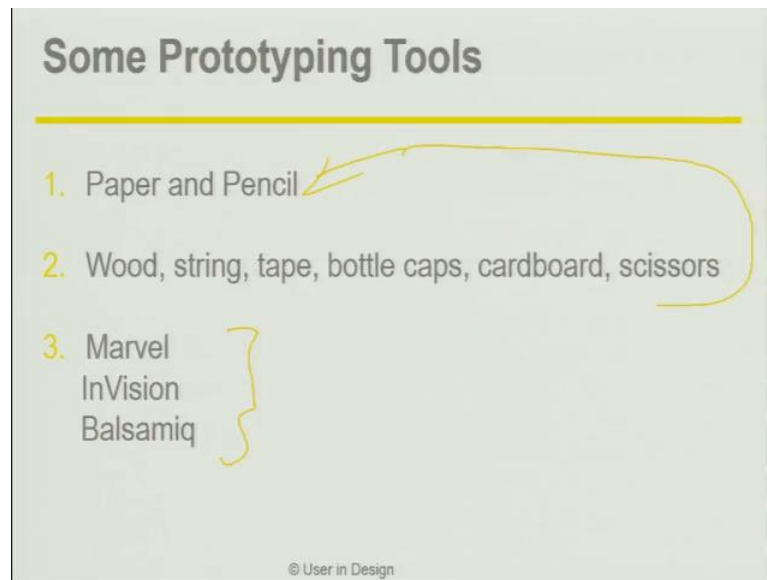 Some Prototyping Tools
1. Paper and Pencil
2. Wood, string, tape, bottle caps, cardboard, scissors
3. Marvel
InVision
Balsamiq
© User in Design